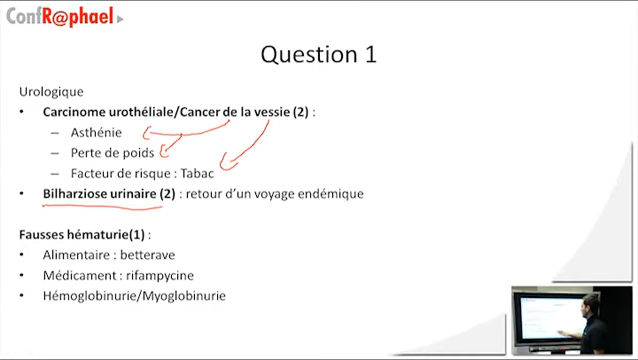 ConfR@phael
Question 1
Urologique
• Carcinome urothéliale/Cancer de la vessie (2) :
– Asthénie
– Perte de poids
– Facteur de risque : Tabac
• Bilharziose urinaire (2) : retour d'un voyage endémique
Fausses hématurie(1) :
• Alimentaire : betterave
• Médicament : rifampycine
• Hémoglobinurie/Myoglobinurie